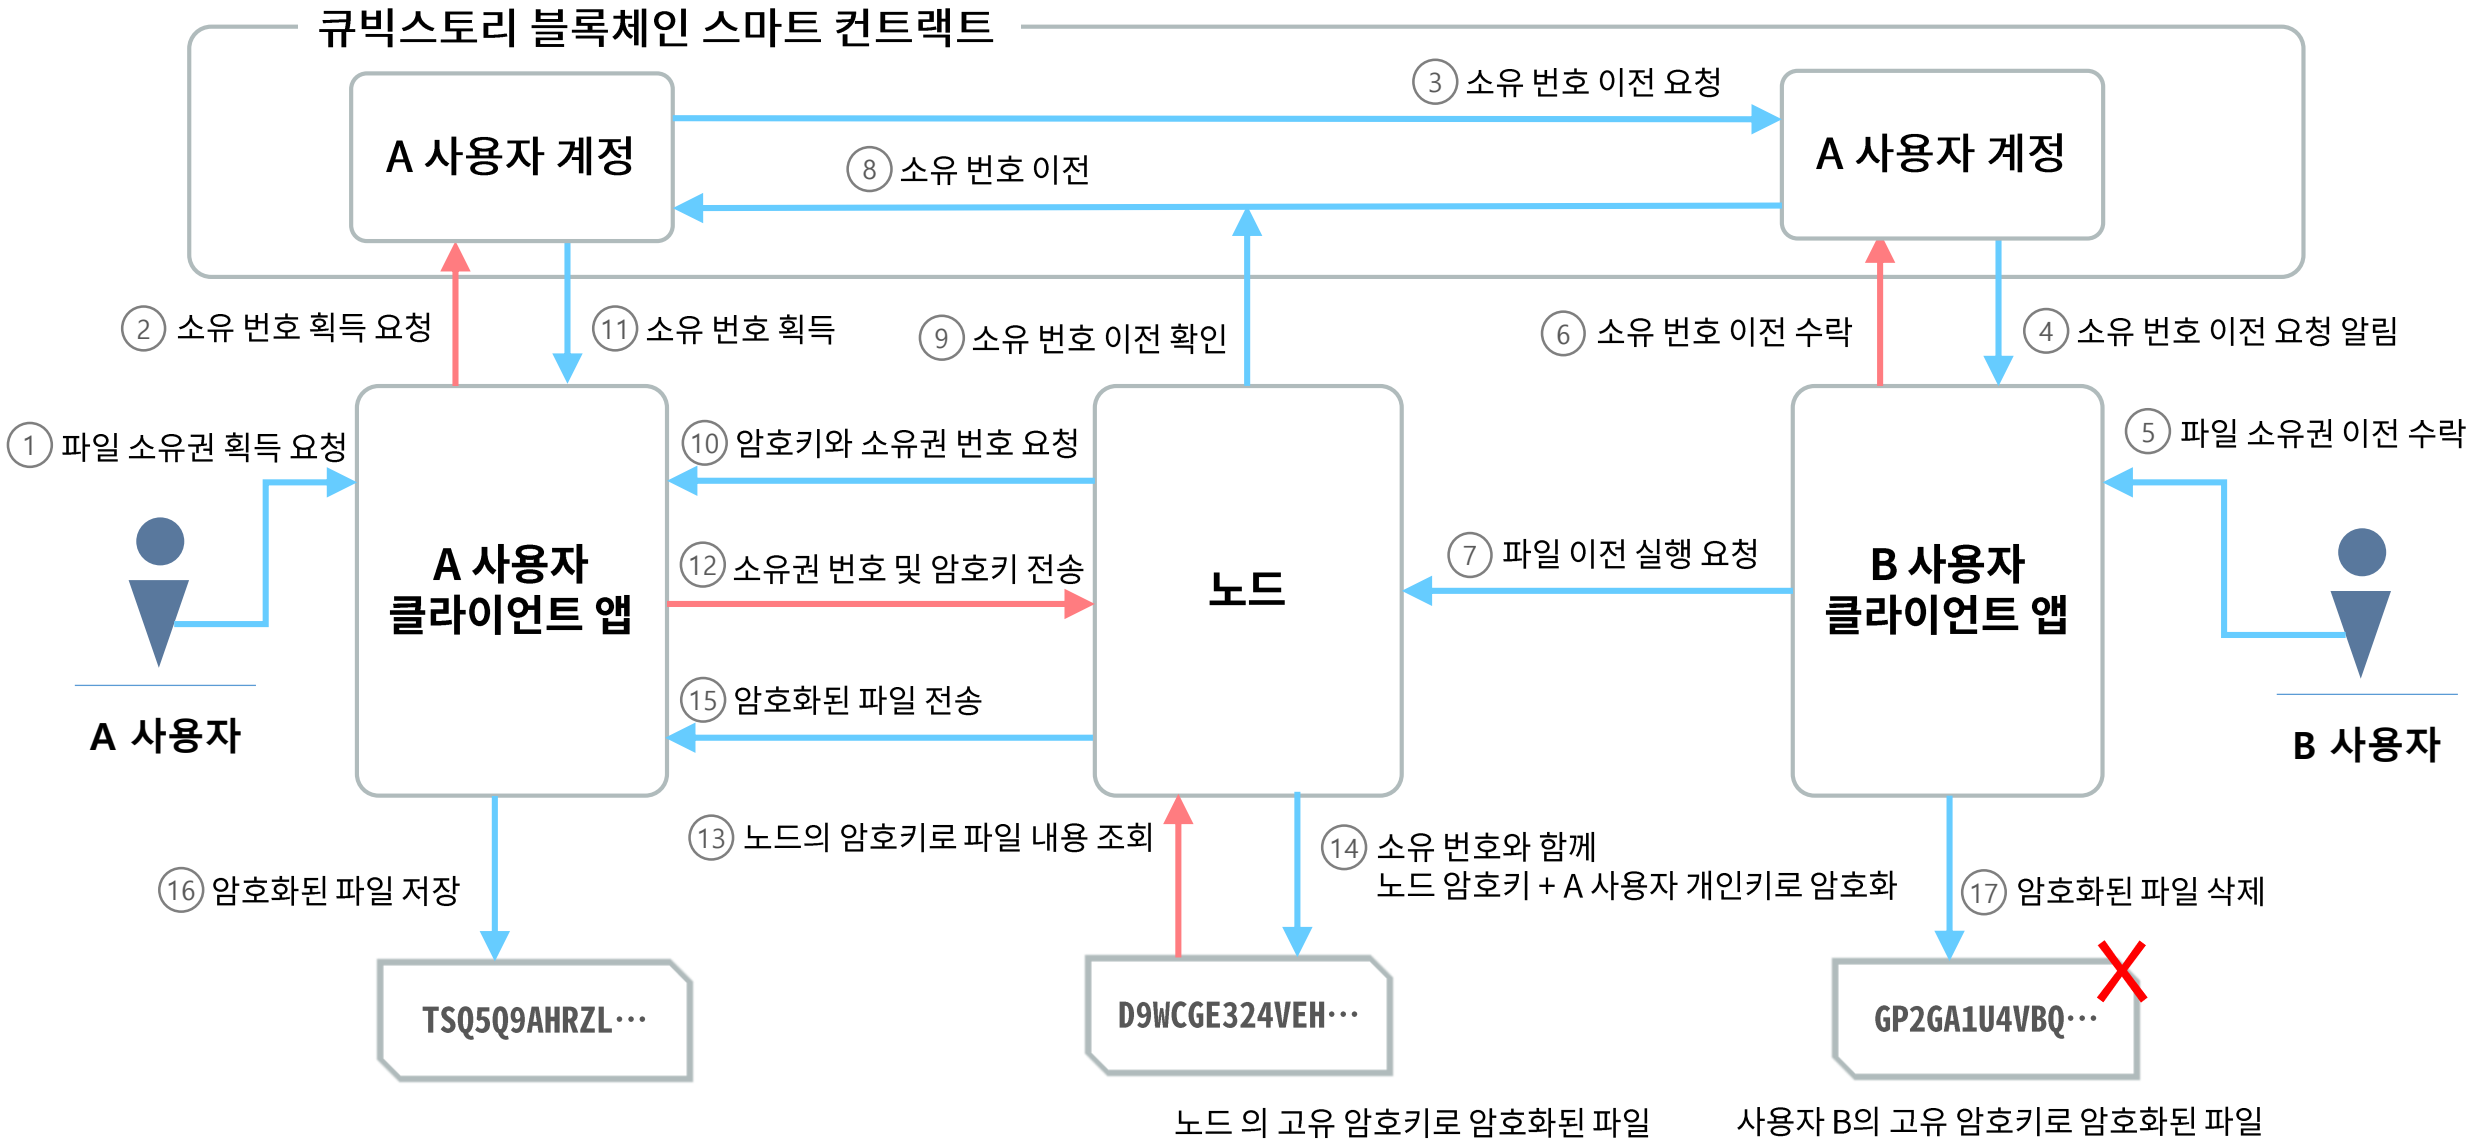 큐빅스토리 블록체인 스마트 컨트랙트
A 사용자 계정
③ 소유 번호 이전 요청
⑧ 소유 번호 이전
A 사용자 계정
② 소유 번호 획득 요청
⑪ 소유 번호 획득
⑨ 소유 번호 이전 확인
⑥ 소유 번호 이전 수락
④ 소유 번호 이전 요청 알림
① 파일 소유권 획득 요청
⑩ 암호키와 소유권 번호 요청
⑤ 파일 소유권 이전 수락
A 사용자
클라이언트 앱
⑫ 소유권 번호 및 암호키 전송
노드
⑦ 파일 이전 실행 요청
B 사용자
클라이언트 앱
⑮ 암호화된 파일 전송
A 사용자
B 사용자
⑬ 노드의 암호키로 파일 내용 조회
⑭ 소유 번호와 함께
노드 암호키 + A 사용자 개인키로 암호화
⑯ 암호화된 파일 저장
⑰ 암호화된 파일 삭제
TSQ5Q9AHRZL···
D9WCGE324VEH···
GP2GA1U4VBQ···
노드 의 고유 암호키로 암호화된 파일
사용자 B의 고유 암호키로 암호화된 파일